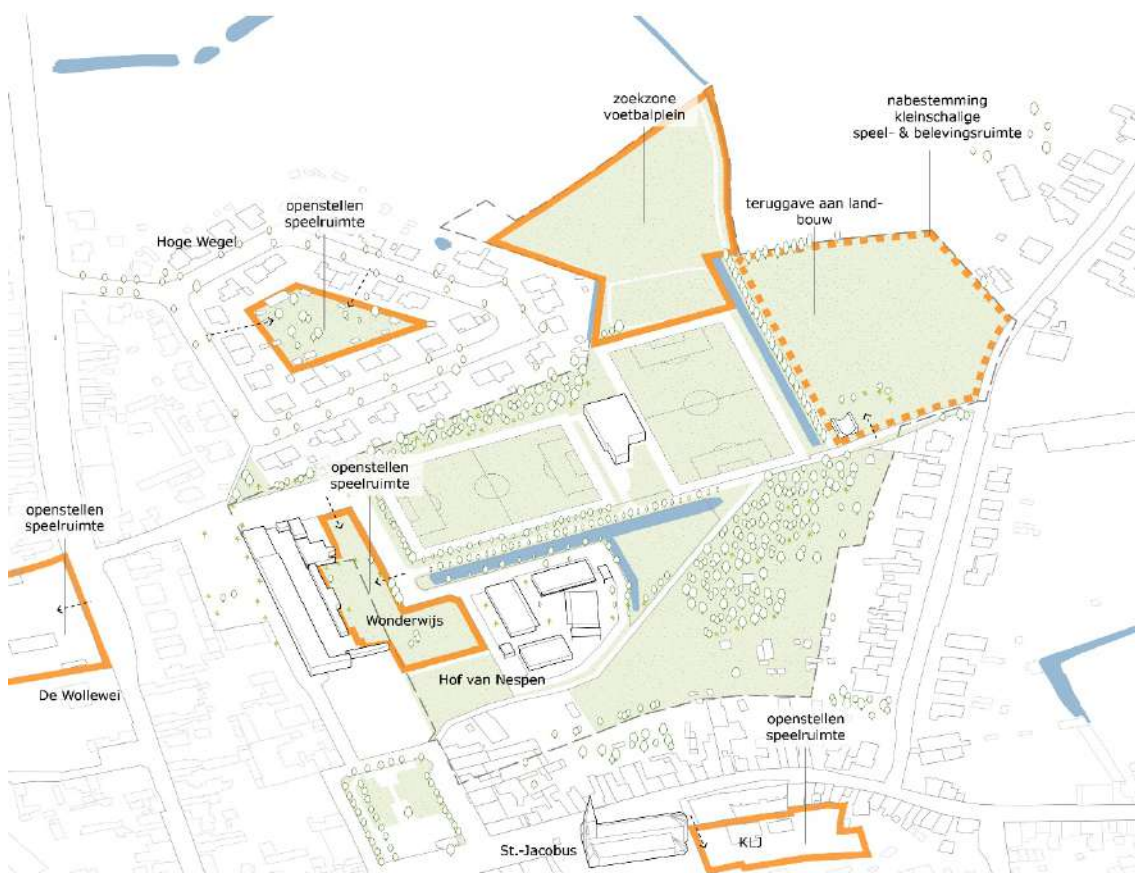 zoekzone
voetbalplein
nabestemming
kleinschalige
speel- & belevingsruimte
openstellen
speelruimte
teruggave aan land-
bouw
Hoge Wegel
openstellen
speelruimte
openstellen
speelruimte
Wonderwijs
De Wollewei
Hof van Nespen
openstellen
speelruimte
St.-Jacobus
KLJ